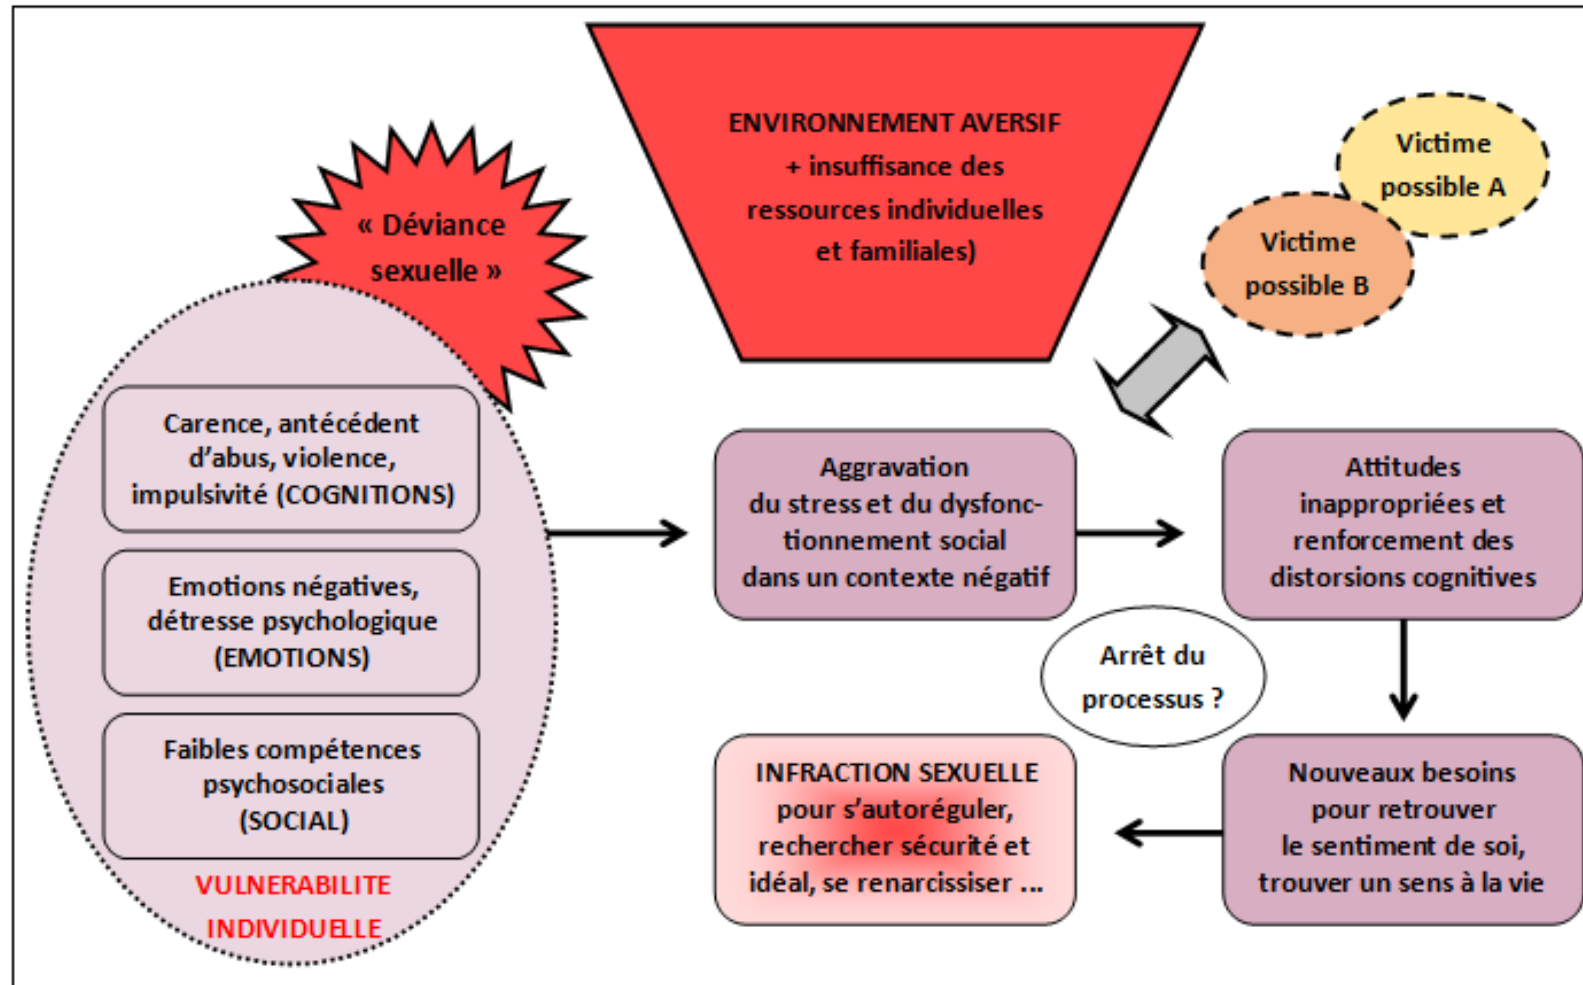 ENVIRONNEMENT AVERSIF
+ insuffisance des
ressources individuelles
et familiales)
Victime
possible A
Victime
possible B
« Déviance
sexuelle »
Carence, antécédent
d’abus, violence,
impulsivité (COGNITIONS)
Emotions négatives,
détresse psychologique
(EMOTIONS)
Faibles compétences
psychosociales
(SOCIAL)
VULNERABILITE
INDIVIDUELLE
Aggravation
du stress et du dysfonc-
tionnement social
dans un contexte négatif
Attitudes
inappropriées et
renforcement des
distorsions cognitives
Arrêt du
processus ?
Nouveaux besoins
pour retrouver
le sentiment de soi,
trouver un sens à la vie
INFRACTION SEXUELLE
pour s’autoréguler,
rechercher sécurité et
idéal, se renarcissiser ...